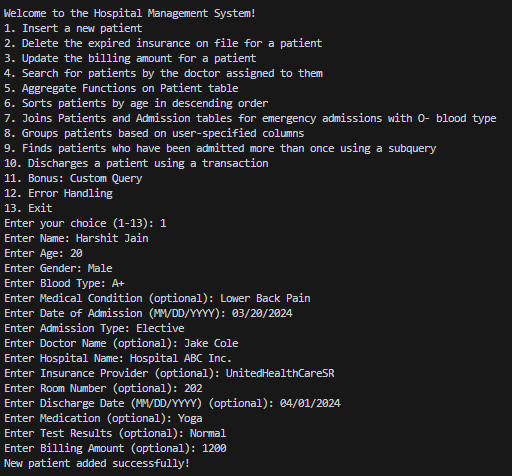 Welcome to the Hospital Management System!
1. Insert a new patient
2. Delete the expired insurance on file for a patient
3. Update the billing amount for a patient
4. Search for patients by the doctor assigned to them
5. Aggregate Functions on Patient table
6. Sorts patients by age in descending order
7. Joins Patients and Admission tables for emergency admissions with O- blood type
8. Groups patients based on user-specified columns
9. Finds patients who have been admitted more than once using a subquery
10. Discharges a patient using a transaction
11. Bonus: Custom Query
12. Error Handling
13. Exit
Enter your choice (1-13): 1
Enter Name: Harshit Jain
Enter Age: 20
Enter Gender: Male
Enter Blood Type: A+
Enter Medical Condition (optional): Lower Back Pain
Enter Date of Admission (MM/DD/YYYY): 03/20/2024
Enter Admission Type: Elective
Enter Doctor Name (optional): Jake Cole
Enter Hospital Name: Hospital ABC Inc.
Enter Insurance Provider (optional): UnitedHealthCareSR
Enter Room Number (optional): 202
Enter Discharge Date (MM/DD/YYYY) (optional): 04/01/2024
Enter Medication (optional): Yoga
Enter Test Results (optional): Normal
Enter Billing Amount (optional): 1200
New patient added successfully!